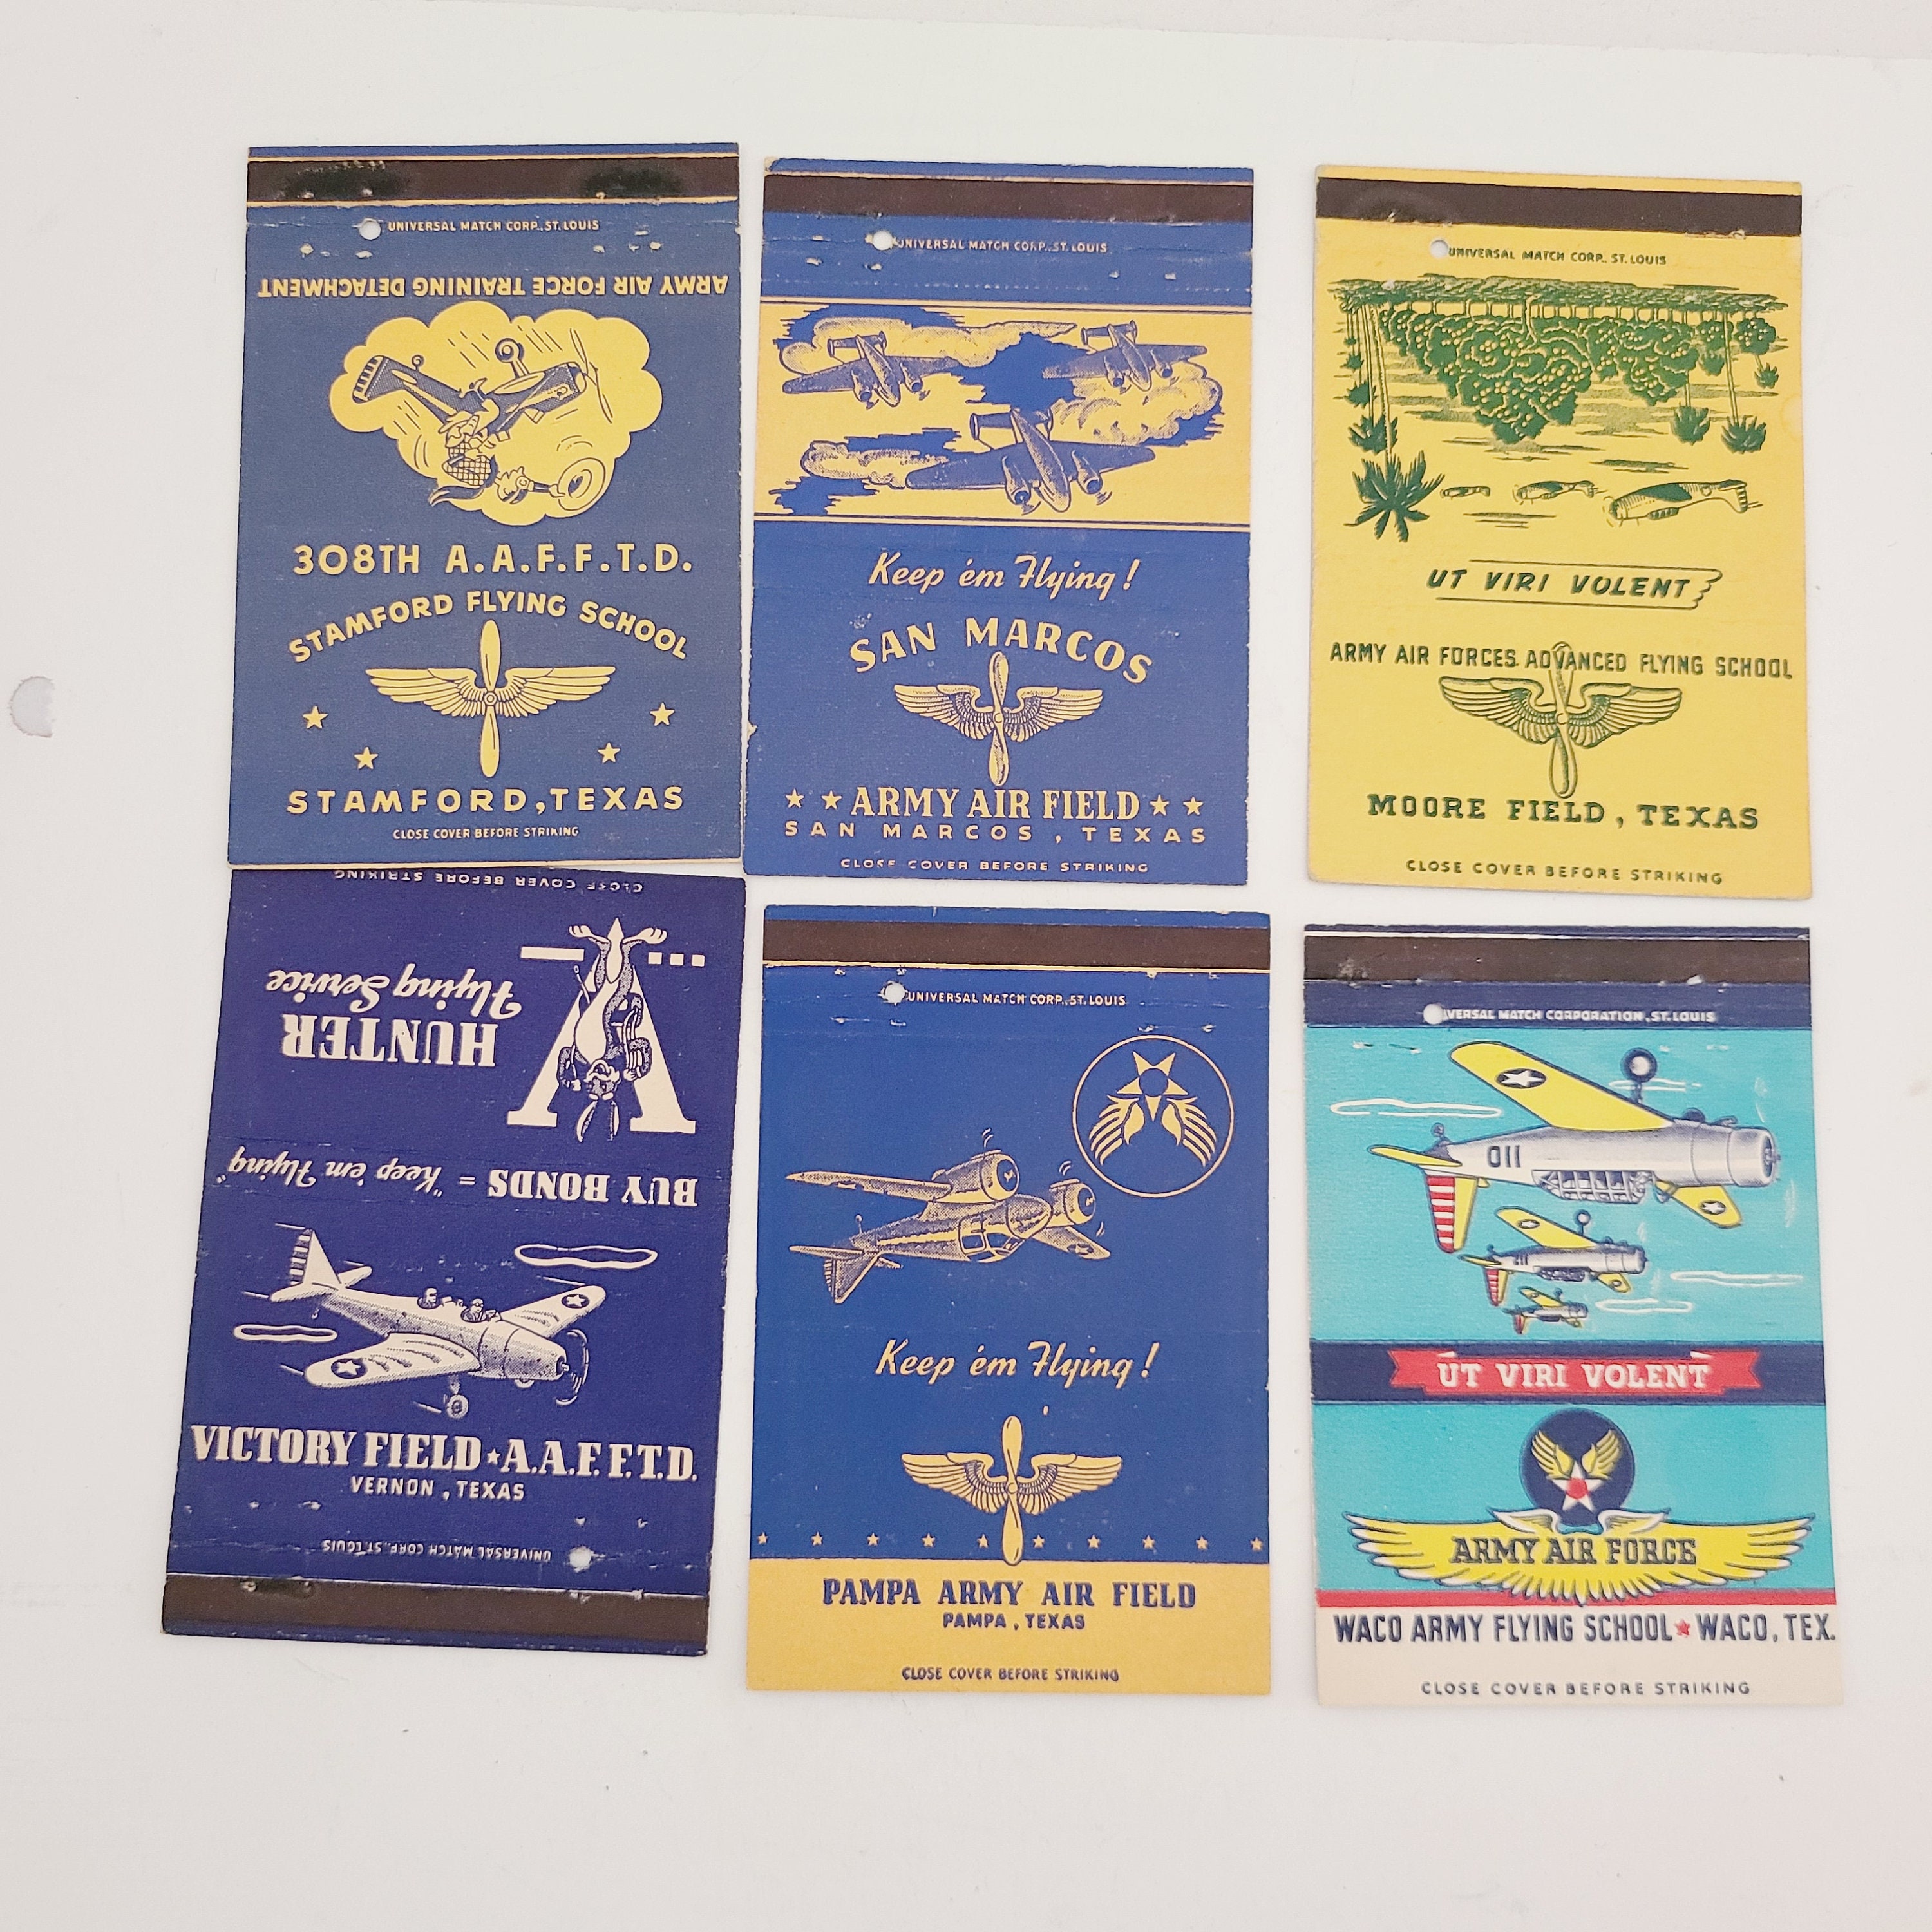 UNIVERSAL MATCH CORP., ST. LOUIS
ARMY AIR FORCE TRAINING DETACHMENT
308TH A.A.F.F.T.D.
STAMFORD FLYING SCHOOL
STAMFORD, TEXAS
CLOSE COVER BEFORE STRIKING
UNIVERSAL MATCH CORP., ST. LOUIS
Keep 'em Flying!
SAN MARCOS
ARMY AIR FIELD
SAN MARCOS, TEXAS
CLOSE COVER BEFORE STRIKING
UNIVERSAL MATCH CORP., ST. LOUIS
UT VIRI VOLENT
ARMY AIR FORCES ADVANCED FLYING SCHOOL
MOORE FIELD, TEXAS
CLOSE COVER BEFORE STRIKING
CLOSE COVER BEFORE STRIKING
HUNTER
Flying Service
V
BUY BONDS = "Keep 'em Flying"
VICTORY FIELD ★ A.A.F.F.T.D.
VERNON, TEXAS
UNIVERSAL MATCH CORP., ST. LOUIS
UNIVERSAL MATCH CORP., ST. LOUIS
Keep 'em Flying!
PAMPA ARMY AIR FIELD
PAMPA, TEXAS
CLOSE COVER BEFORE STRIKING
VERSAL MATCH CORPORATION, ST. LOUIS
110
UT VIRI VOLENT
ARMY AIR FORCE
WACO ARMY FLYING SCHOOL ★ WACO, TEX.
CLOSE COVER BEFORE STRIKING